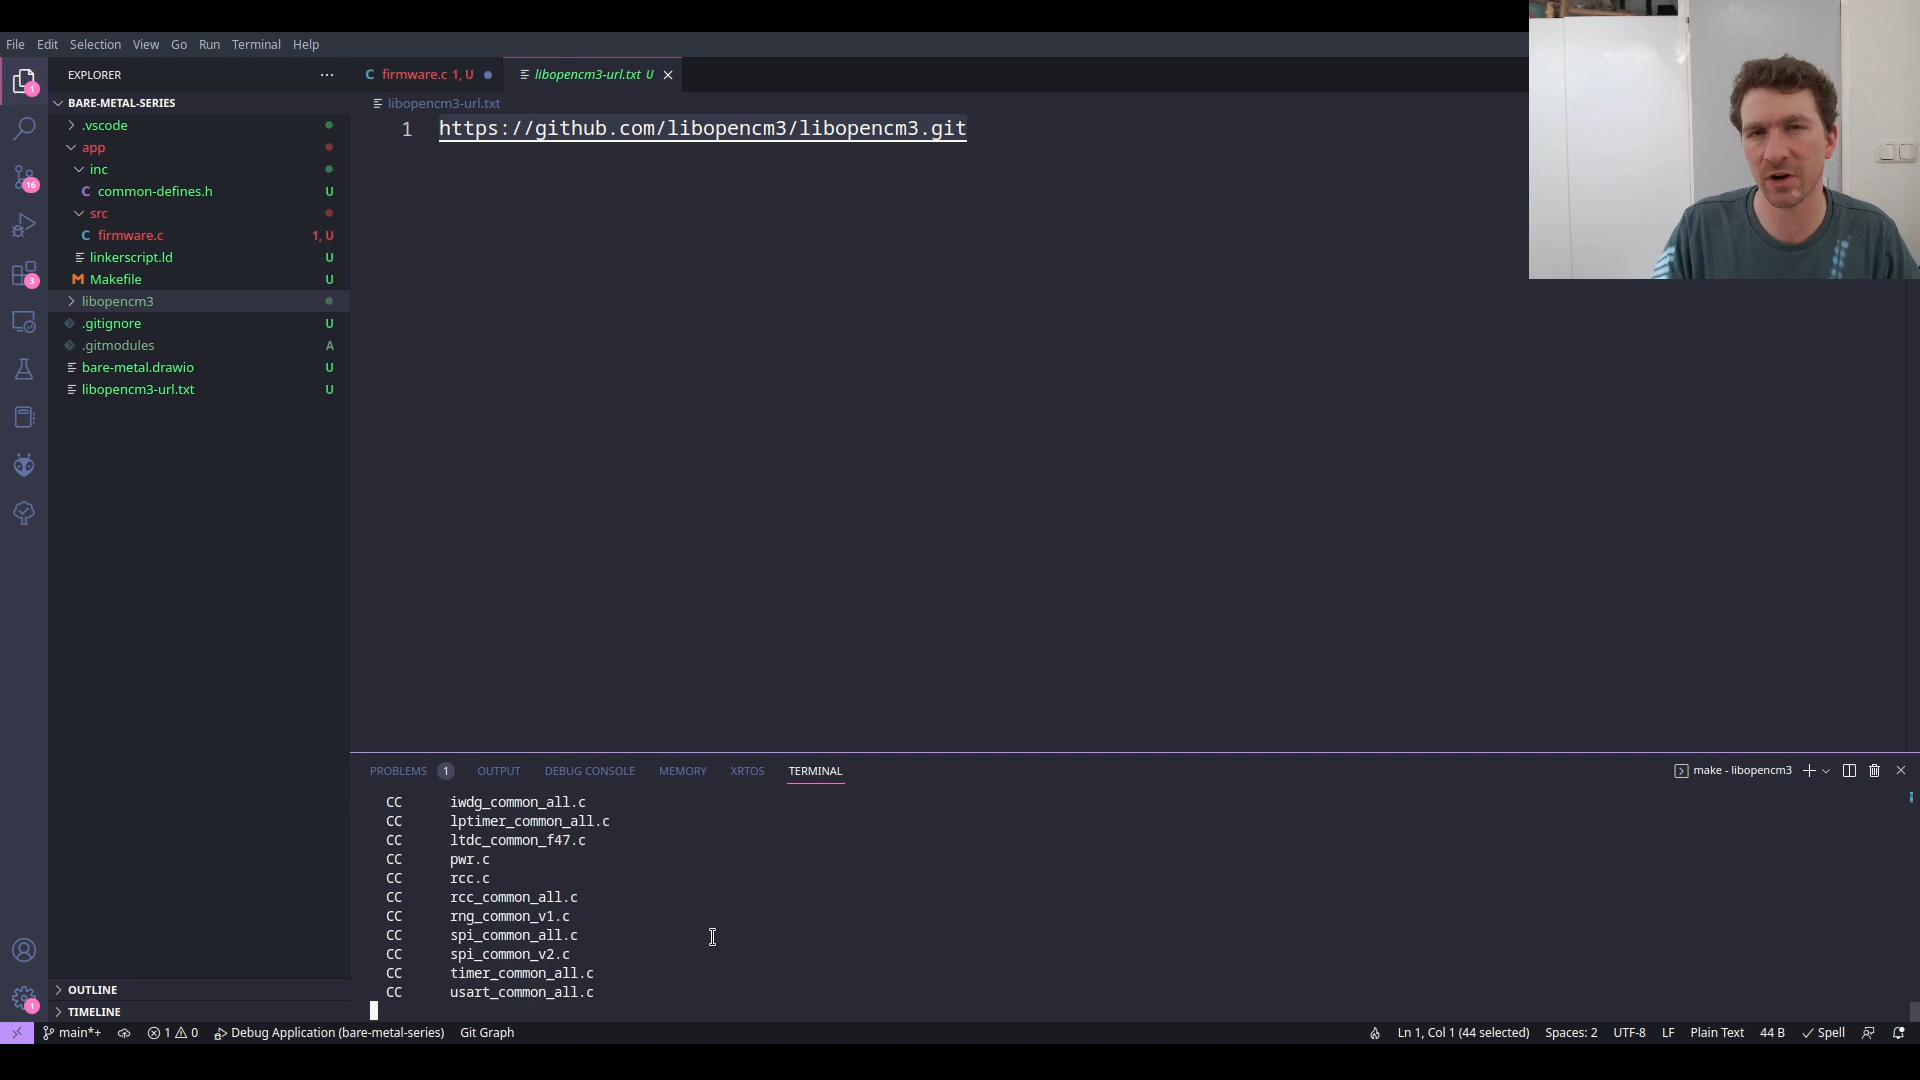 File Edit Selection View Go Run Terminal Help
EXPLORER ...
firmware.c 1, U
libopencm3-url.txt U
BARE-METAL-SERIES
.vscode
app
inc
common-defines.h U
src
firmware.c 1, U
linkerscript.ld U
Makefile U
libopencm3
.gitignore U
.gitmodules A
bare-metal.drawio U
libopencm3-url.txt U
OUTLINE
TIMELINE
1
16
3
1
libopencm3-url.txt
1 https://github.com/libopencm3/libopencm3.git
PROBLEMS 1 OUTPUT DEBUG CONSOLE MEMORY XRTOS TERMINAL
make - libopencm3
CC iwdg_common_all.c
CC lptimer_common_all.c
CC ltdc_common_f47.c
CC pwr.c
CC rcc.c
CC rcc_common_all.c
CC rng_common_v1.c
CC spi_common_all.c
CC spi_common_v2.c
CC timer_common_all.c
CC usart_common_all.c
main*+ 1 0 Debug Application (bare-metal-series) Git Graph
Ln 1, Col 1 (44 selected) Spaces: 2 UTF-8 LF Plain Text 44 B Spell